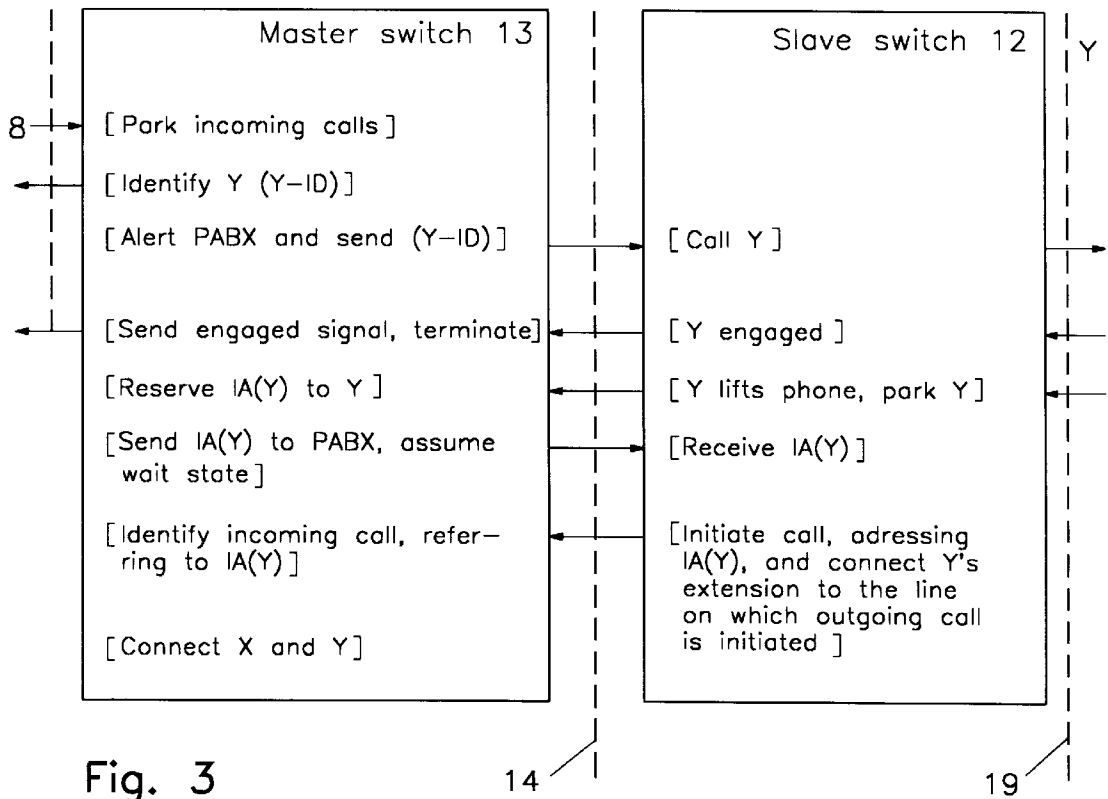 Master switch 13
Slave switch 12
Y
8
[Park incoming calls]
[Identify Y (Y-ID)]
[Alert PABX and send (Y-ID)]
[Call Y]
[Send engaged signal, terminate]
[Y engaged]
[Reserve IA(Y) to Y]
[Y lifts phone, park Y]
[Send IA(Y) to PABX, assume
wait state]
[Receive IA(Y)]
[Identify incoming call, refer-
ring to IA(Y)]
[Initiate call, adressing
IA(Y), and connect Y's
extension to the line
on which outgoing call
is initiated]
[Connect X and Y]
Fig. 3
14
19